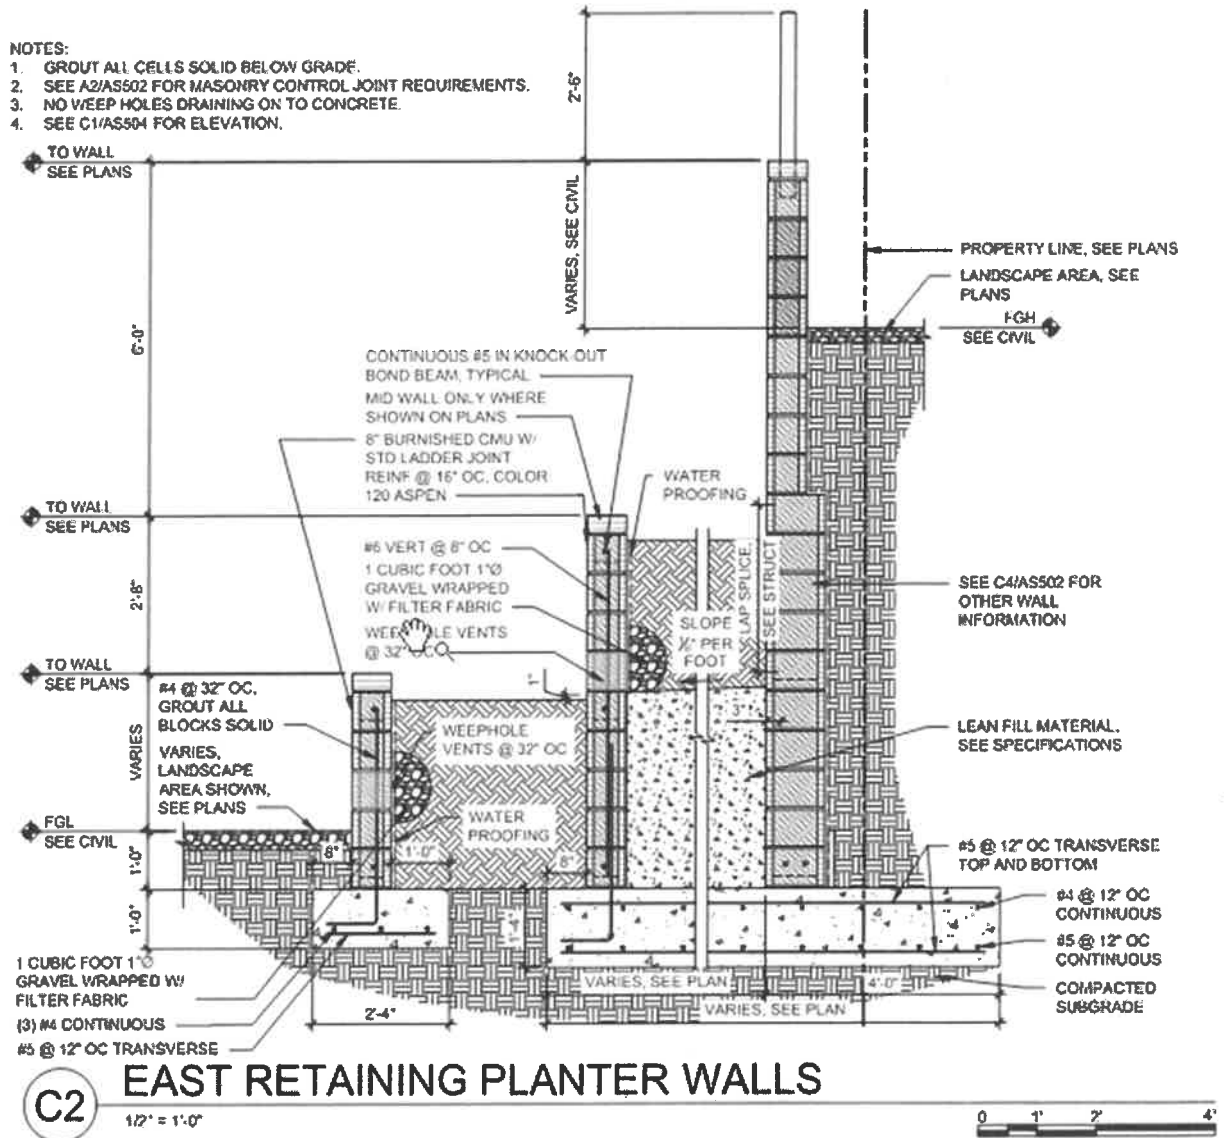 NOTES:
1. GROUT ALL CELLS SOLID BELOW GRADE.
2. SEE A2/AS502 FOR MASONRY CONTROL JOINT REQUIREMENTS.
3. NO WEEP HOLES DRAINING ON TO CONCRETE.
4. SEE C1/AS504 FOR ELEVATION.
2'-6"
TO WALL
SEE PLANS
VARIES, SEE CIVIL
PROPERTY LINE, SEE PLANS
LANDSCAPE AREA, SEE
PLANS
FGH
SEE CIVIL
6'-0"
CONTINUOUS #5 IN KNOCK OUT
BOND BEAM, TYPICAL
MID WALL ONLY WHERE
SHOWN ON PLANS
8" BURNISHED CMU W/
STD LADDER JOINT
REINF @ 16" OC, COLOR
120 ASPEN
WATER
PROOFING
TO WALL
SEE PLANS
#6 VERT @ 8" OC
1 CUBIC FOOT 1"Ø
GRAVEL WRAPPED
W/ FILTER FABRIC
VENTS
@ 32" OC
LAP SPLICE,
SEE STRUCT
SLOPE
PER
FOOT
SEE C4/AS502 FOR
OTHER WALL
INFORMATION
2'-8"
TO WALL
SEE PLANS
#4 @ 32" OC,
GROUT ALL
BLOCKS SOLID
1"
3"
WEEPHOLE
VENTS @ 32" OC
LEAN FILL MATERIAL,
SEE SPECIFICATIONS
VARIES
VARIES,
LANDSCAPE
AREA SHOWN,
SEE PLANS
WATER
PROOFING
FGL
SEE CIVIL
8"
1'-0"
8"
1'-0"
#5 @ 12" OC TRANSVERSE
TOP AND BOTTOM
#4 @ 12" OC
CONTINUOUS
1'-0"
1'-4"
#5 @ 12" OC
CONTINUOUS
1 CUBIC FOOT 1"Ø
GRAVEL WRAPPED W/
FILTER FABRIC
VARIES, SEE PLAN
4'-0"
COMPACTED
SUBGRADE
(3) #4 CONTINUOUS
2'-4"
VARIES, SEE PLAN
#5 @ 12" OC TRANSVERSE
C2
EAST RETAINING PLANTER WALLS
1/2" = 1'-0"
0 1' 2' 4'